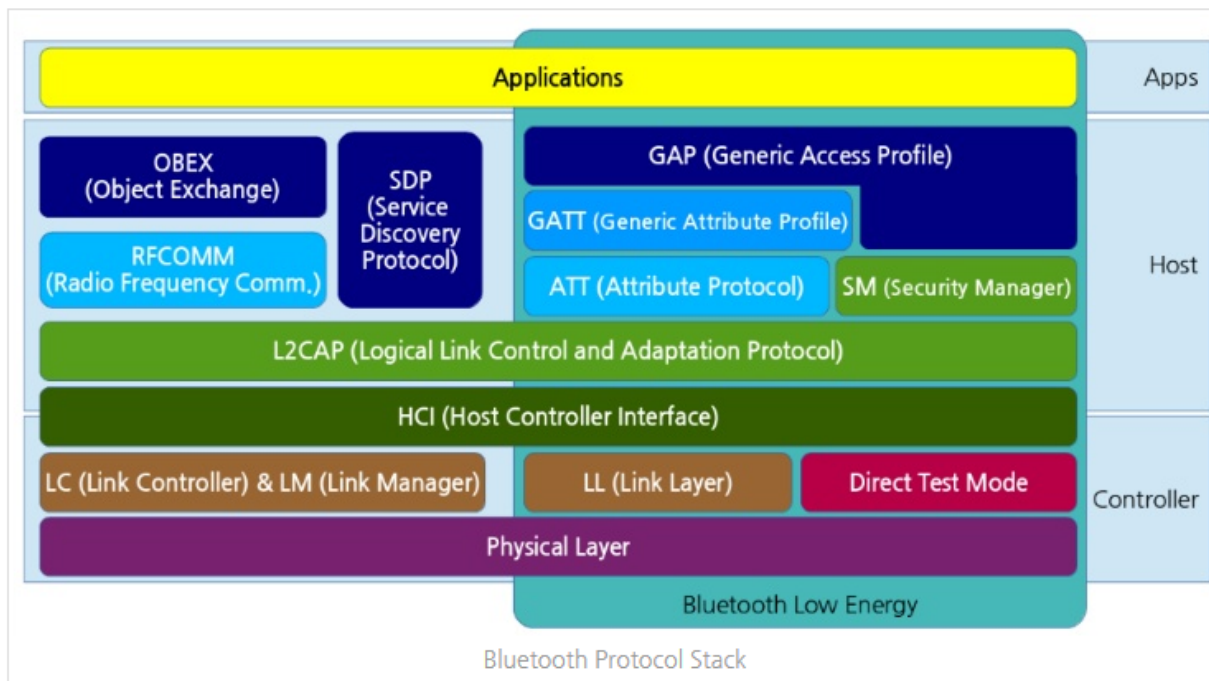 Applications
Apps
OBEX
(Object Exchange)
SDP
(Service
Discovery
Protocol)
GAP (Generic Access Profile)
GATT (Generic Attribute Profile)
RFCOMM
(Radio Frequency Comm.)
ATT (Attribute Protocol)
SM (Security Manager)
Host
L2CAP (Logical Link Control and Adaptation Protocol)
HCI (Host Controller Interface)
LC (Link Controller) & LM (Link Manager)
LL (Link Layer)
Direct Test Mode
Controller
Physical Layer
Bluetooth Low Energy
Bluetooth Protocol Stack